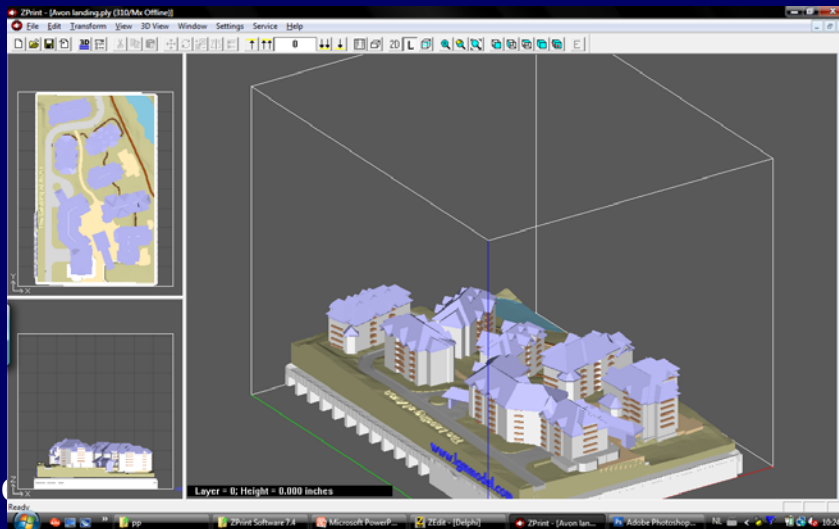 ZPrint - [Avon landing.ply (310/Mx Offline)]
File Edit Transform View 3D View Window Settings Service Help
0 2D L E
Y
X
Z
X
Layer = 0; Height = 0.000 inches
Ready
pp ZPrint Software 7.4 Microsoft PowerP... ZEdit - [Delphi] ZPrint - [Avon lan... Adobe Photoshop... NL